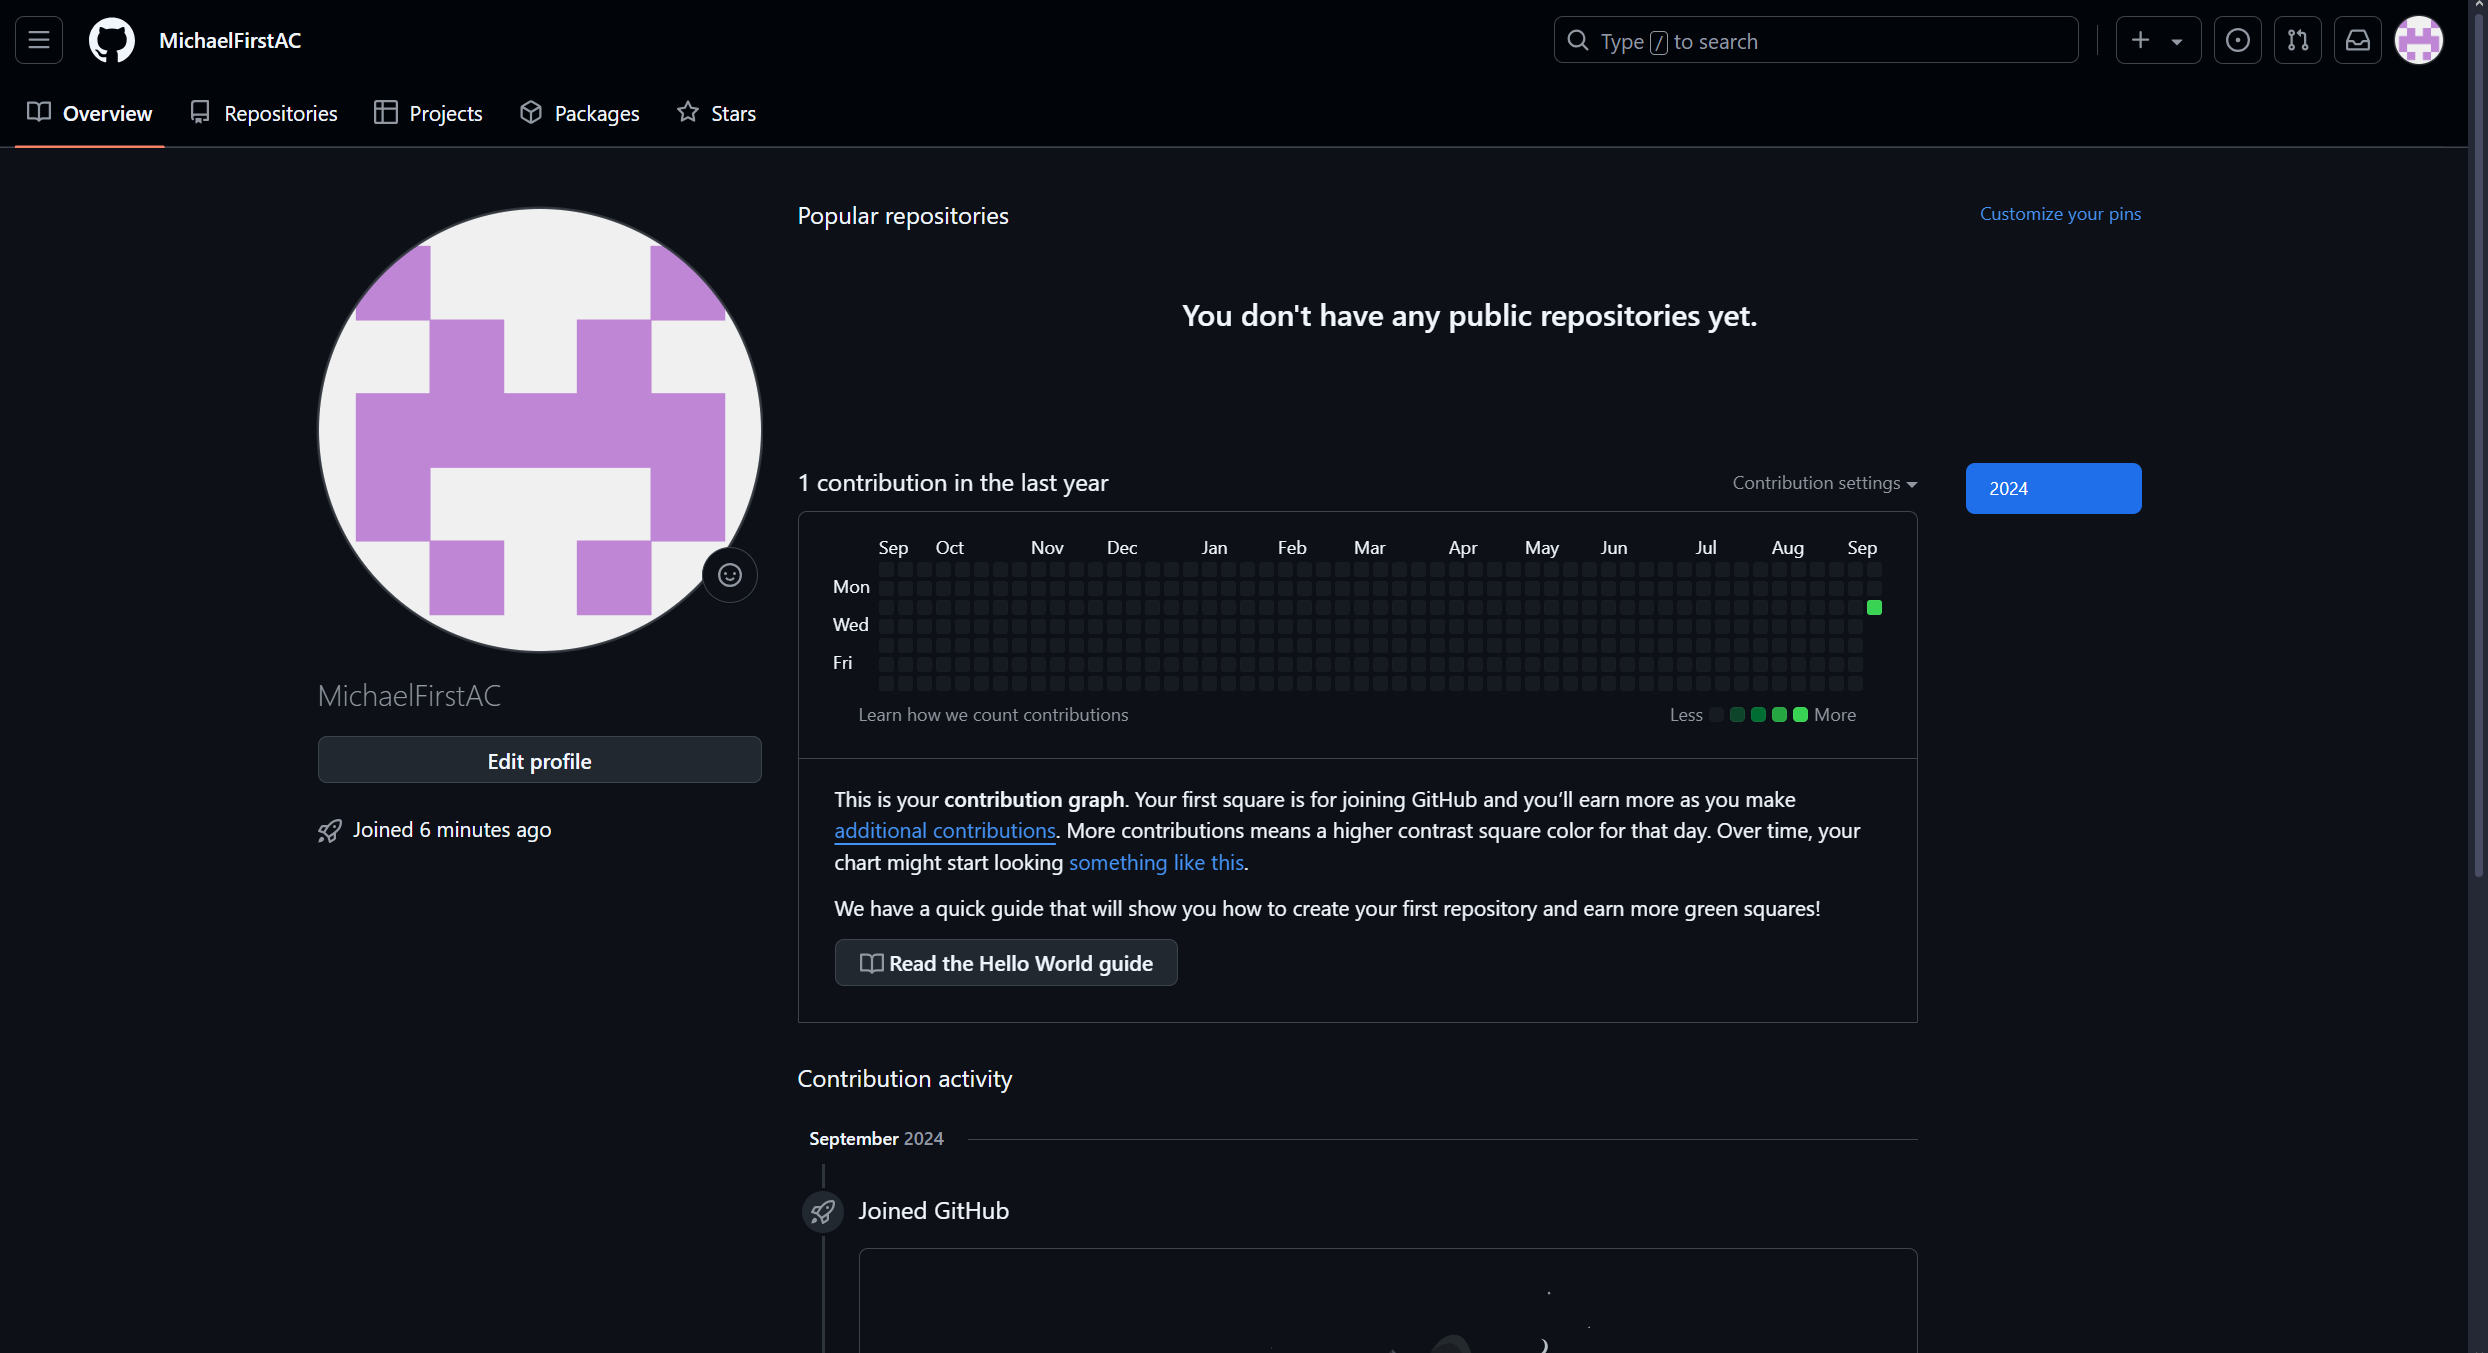 MichaelFirstAC
Type / to search
Overview
Repositories
Projects
Packages
Stars
Popular repositories
Customize your pins
You don't have any public repositories yet.
1 contribution in the last year
Contribution settings
2024
Sep Oct Nov Dec Jan Feb Mar Apr May Jun Jul Aug Sep
Mon
Wed
Fri
Learn how we count contributions
Less
More
MichaelFirstAC
Edit profile
Joined 6 minutes ago
This is your contribution graph. Your first square is for joining GitHub and you’ll earn more as you make
additional contributions. More contributions means a higher contrast square color for that day. Over time, your
chart might start looking something like this.
We have a quick guide that will show you how to create your first repository and earn more green squares!
Read the Hello World guide
Contribution activity
September 2024
Joined GitHub